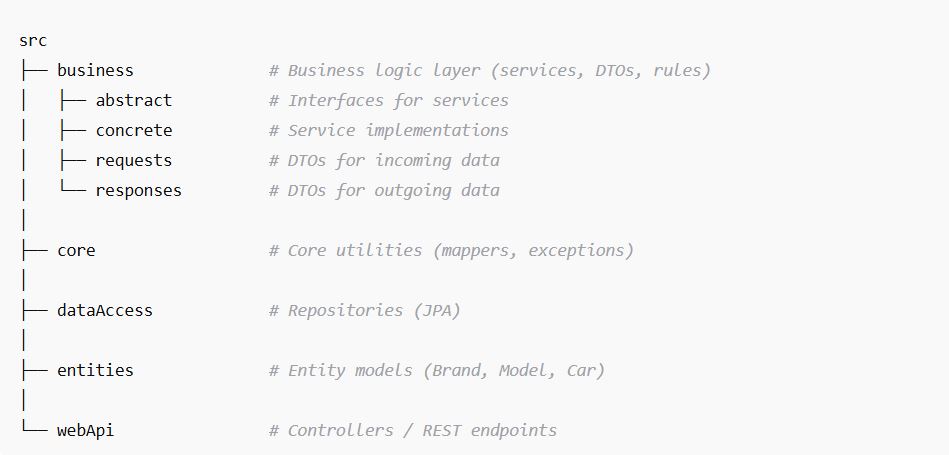 src
├── business              # Business logic layer (services, DTOs, rules)
│   ├── abstract          # Interfaces for services
│   ├── concrete          # Service implementations
│   ├── requests          # DTOs for incoming data
│   └── responses         # DTOs for outgoing data
│
├── core                  # Core utilities (mappers, exceptions)
│
├── dataAccess            # Repositories (JPA)
│
├── entities              # Entity models (Brand, Model, Car)
│
└── webApi                # Controllers / REST endpoints